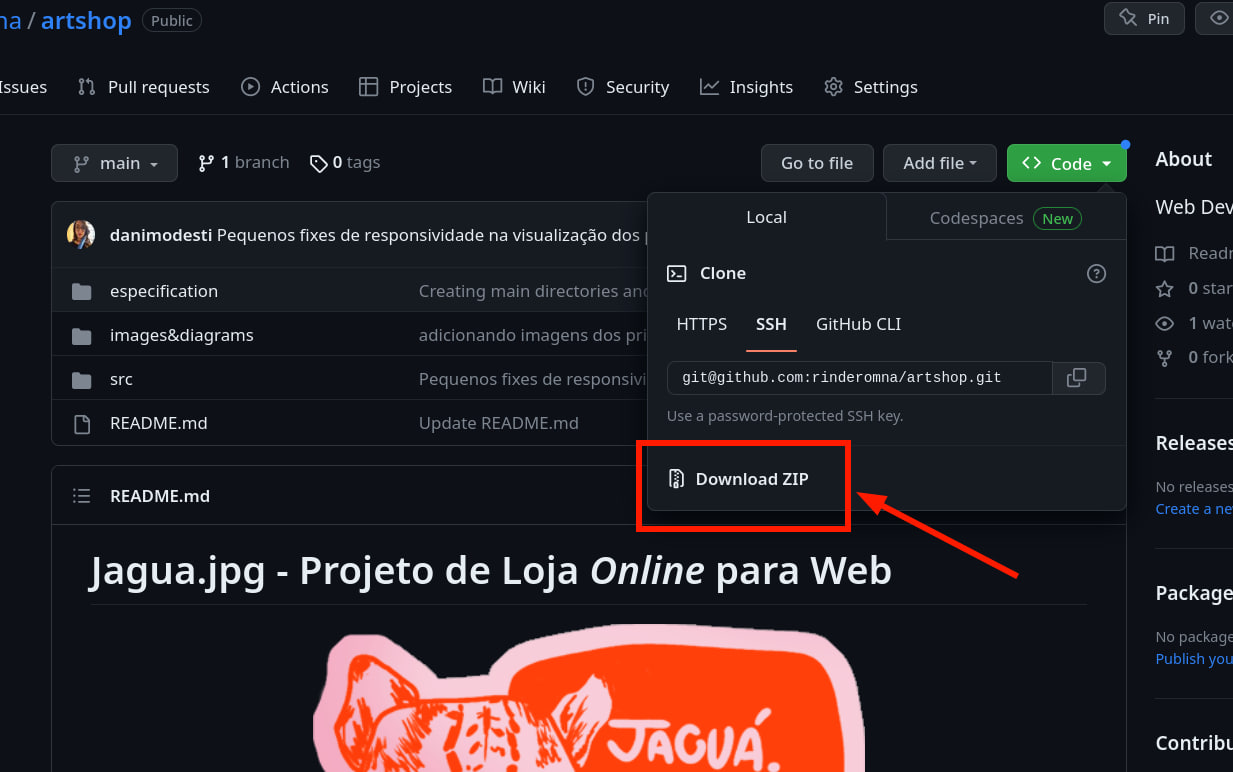 na / artshop Public
Pin
Issues Pull requests Actions Projects Wiki Security Insights Settings
main 1 branch 0 tags
Go to file Add file Code
About
Local Codespaces New
Web Dev
danimodesti Pequenos fixes de responsividade na visualização dos p
Clone
Readm
especification Creating main directories and
0 star
HTTPS SSH GitHub CLI
1 watc
images&diagrams adicionando imagens dos pri
0 fork
git@github.com:rinderomna/artshop.git
src Pequenos fixes de responsivi
Use a password-protected SSH key.
README.md Update README.md
Releases
Download ZIP
No releases
README.md
Create a new
Jagua.jpg - Projeto de Loja Online para Web
Package
No package
Publish you
JAGUÁ.
Contribu